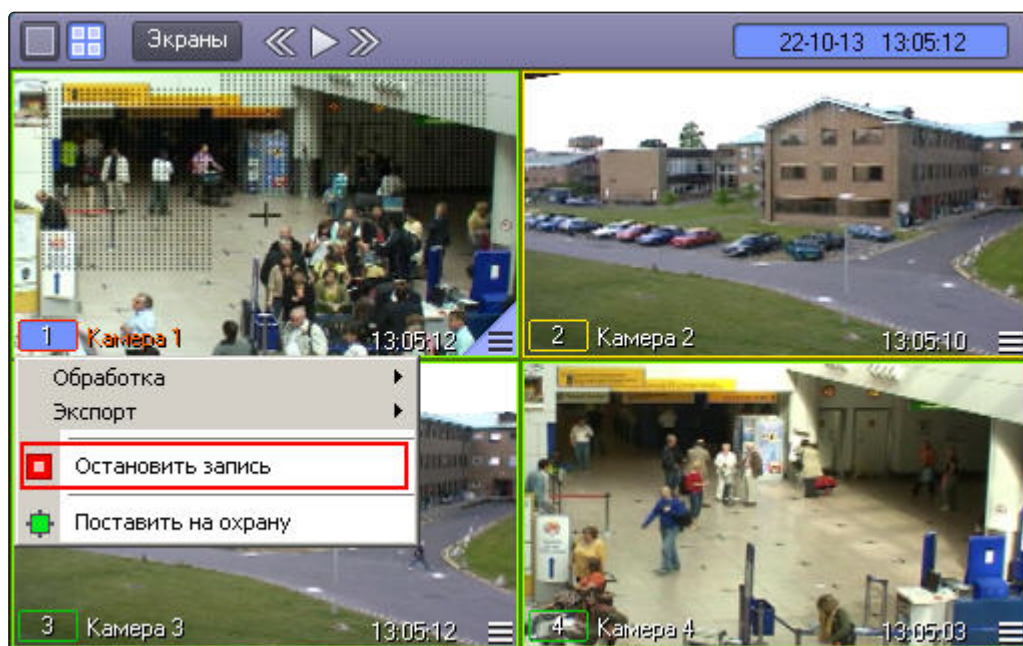 Экраны
22-10-13 13:05:12
1 Камера 1 13:05:12
2 Камера 2 13:05:10
Обработка
Экспорт
Остановить запись
Поставить на охрану
3 Камера 3 13:05:12
4 Камера 4 13:05:03